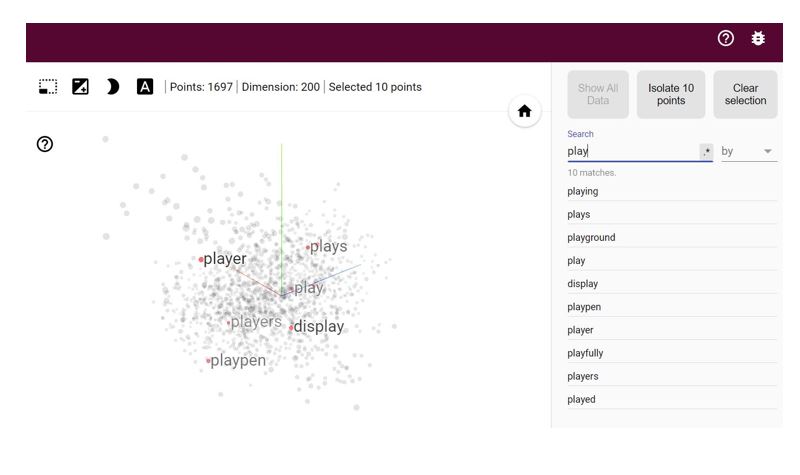 Points: 1697 | Dimension: 200 | Selected 10 points
A
Show All Data
Isolate 10 points
Clear selection
Search
play
.*
by
10 matches.
playing
plays
playground
play
display
playpen
player
playfully
players
played
plays
player
play
players
display
playpen